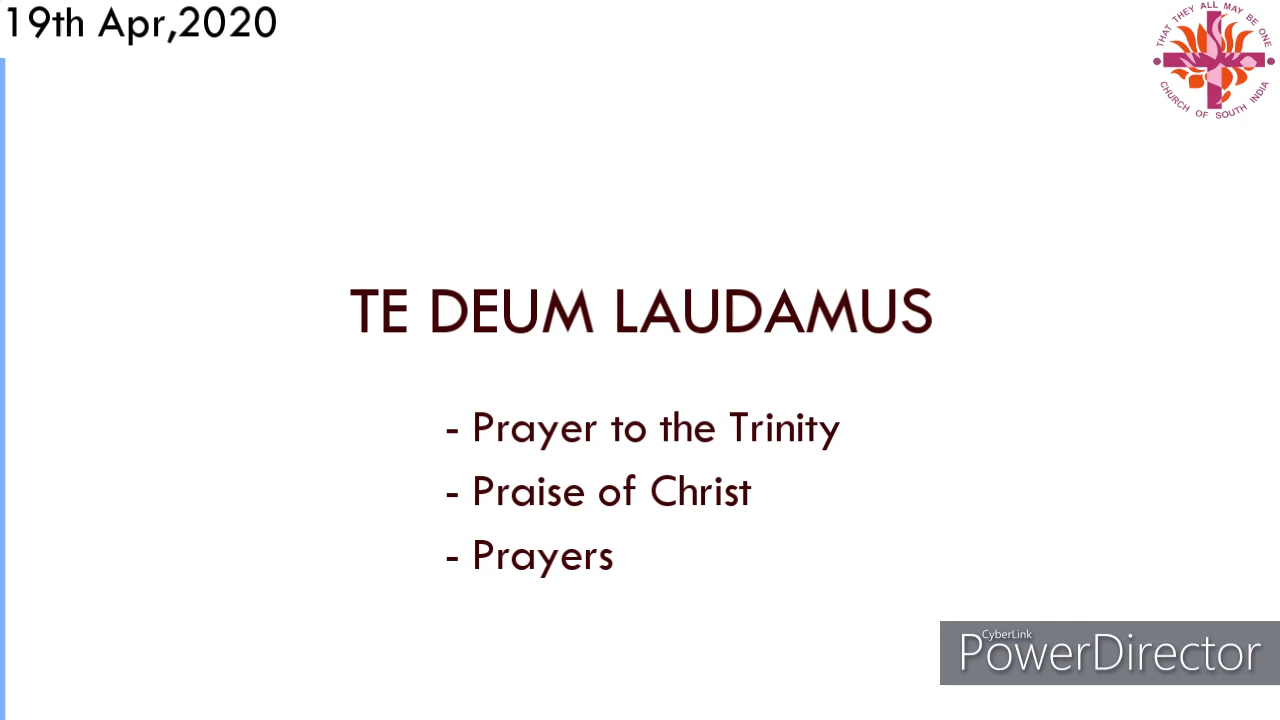 19th Apr,2020
THAT THEY ALL MAY BE ONE
CHURCH OF SOUTH INDIA
TE DEUM LAUDAMUS
- Prayer to the Trinity
- Praise of Christ
- Prayers
CyberLink
PowerDirector